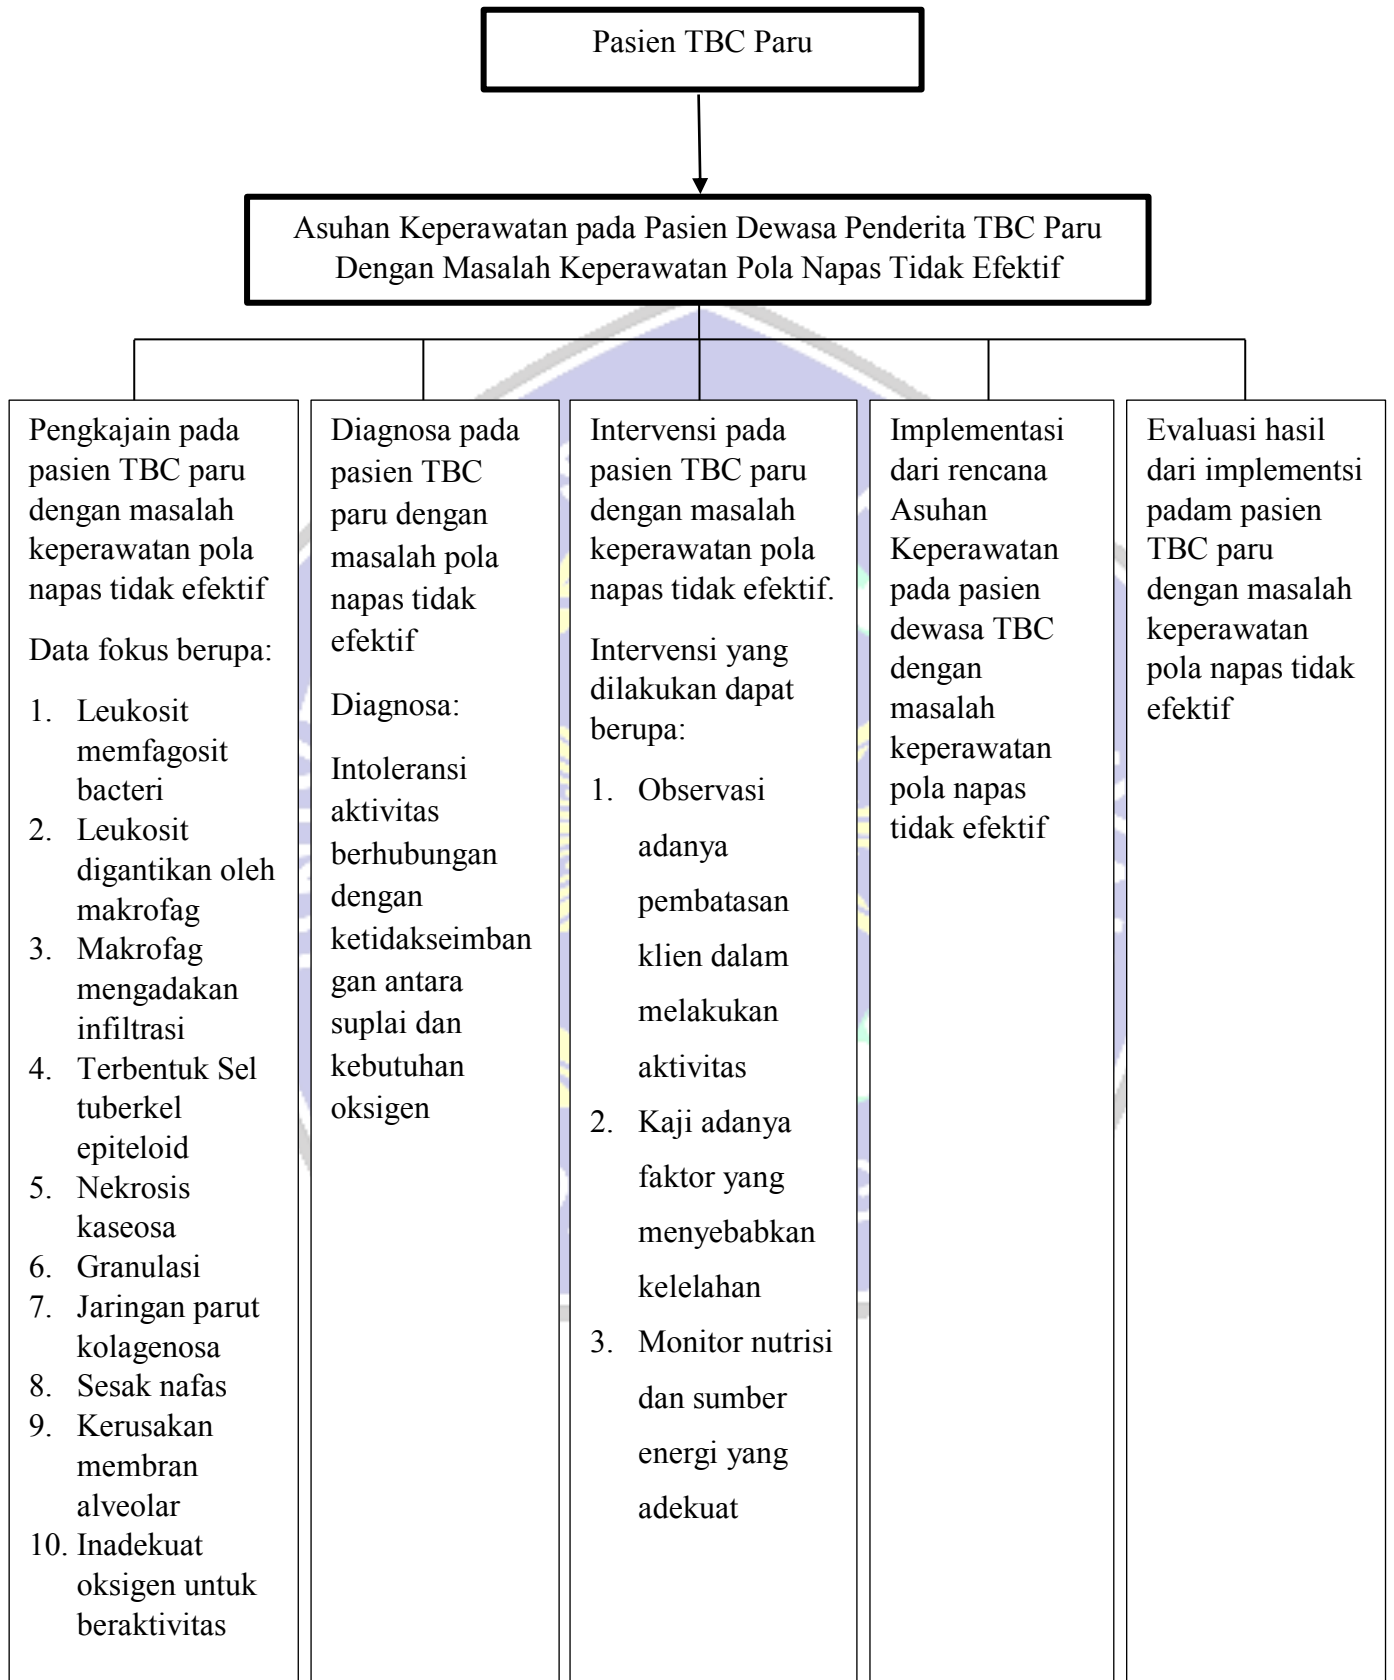 Pasien TBC Paru
Asuhan Keperawatan pada Pasien Dewasa Penderita TBC Paru
Dengan Masalah Keperawatan Pola Napas Tidak Efektif
Pengkajain pada
pasien TBC paru
dengan masalah
keperawatan pola
napas tidak efektif
Data fokus berupa:
1. Leukosit
memfagosit
bacteri
2. Leukosit
digantikan oleh
makrofag
3. Makrofag
mengadakan
infiltrasi
4. Terbentuk Sel
tuberkel
epiteloid
5. Nekrosis
kaseosa
6. Granulasi
7. Jaringan parut
kolagenosa
8. Sesak nafas
9. Kerusakan
membran
alveolar
10. Inadekuat
oksigen untuk
beraktivitas
Diagnosa pada
pasien TBC
paru dengan
masalah pola
napas tidak
efektif
Diagnosa:
Intoleransi
aktivitas
berhubungan
dengan
ketidakseimban
gan antara
suplai dan
kebutuhan
oksigen
Intervensi pada
pasien TBC paru
dengan masalah
keperawatan pola
napas tidak efektif.
Intervensi yang
dilakukan dapat
berupa:
1. Observasi
adanya
pembatasan
klien dalam
melakukan
aktivitas
2. Kaji adanya
faktor yang
menyebabkan
kelelahan
3. Monitor nutrisi
dan sumber
energi yang
adekuat
Implementasi
dari rencana
Asuhan
Keperawatan
pada pasien
dewasa TBC
dengan
masalah
keperawatan
pola napas
tidak efektif
Evaluasi hasil
dari implementsi
padam pasien
TBC paru
dengan masalah
keperawatan
pola napas tidak
efektif